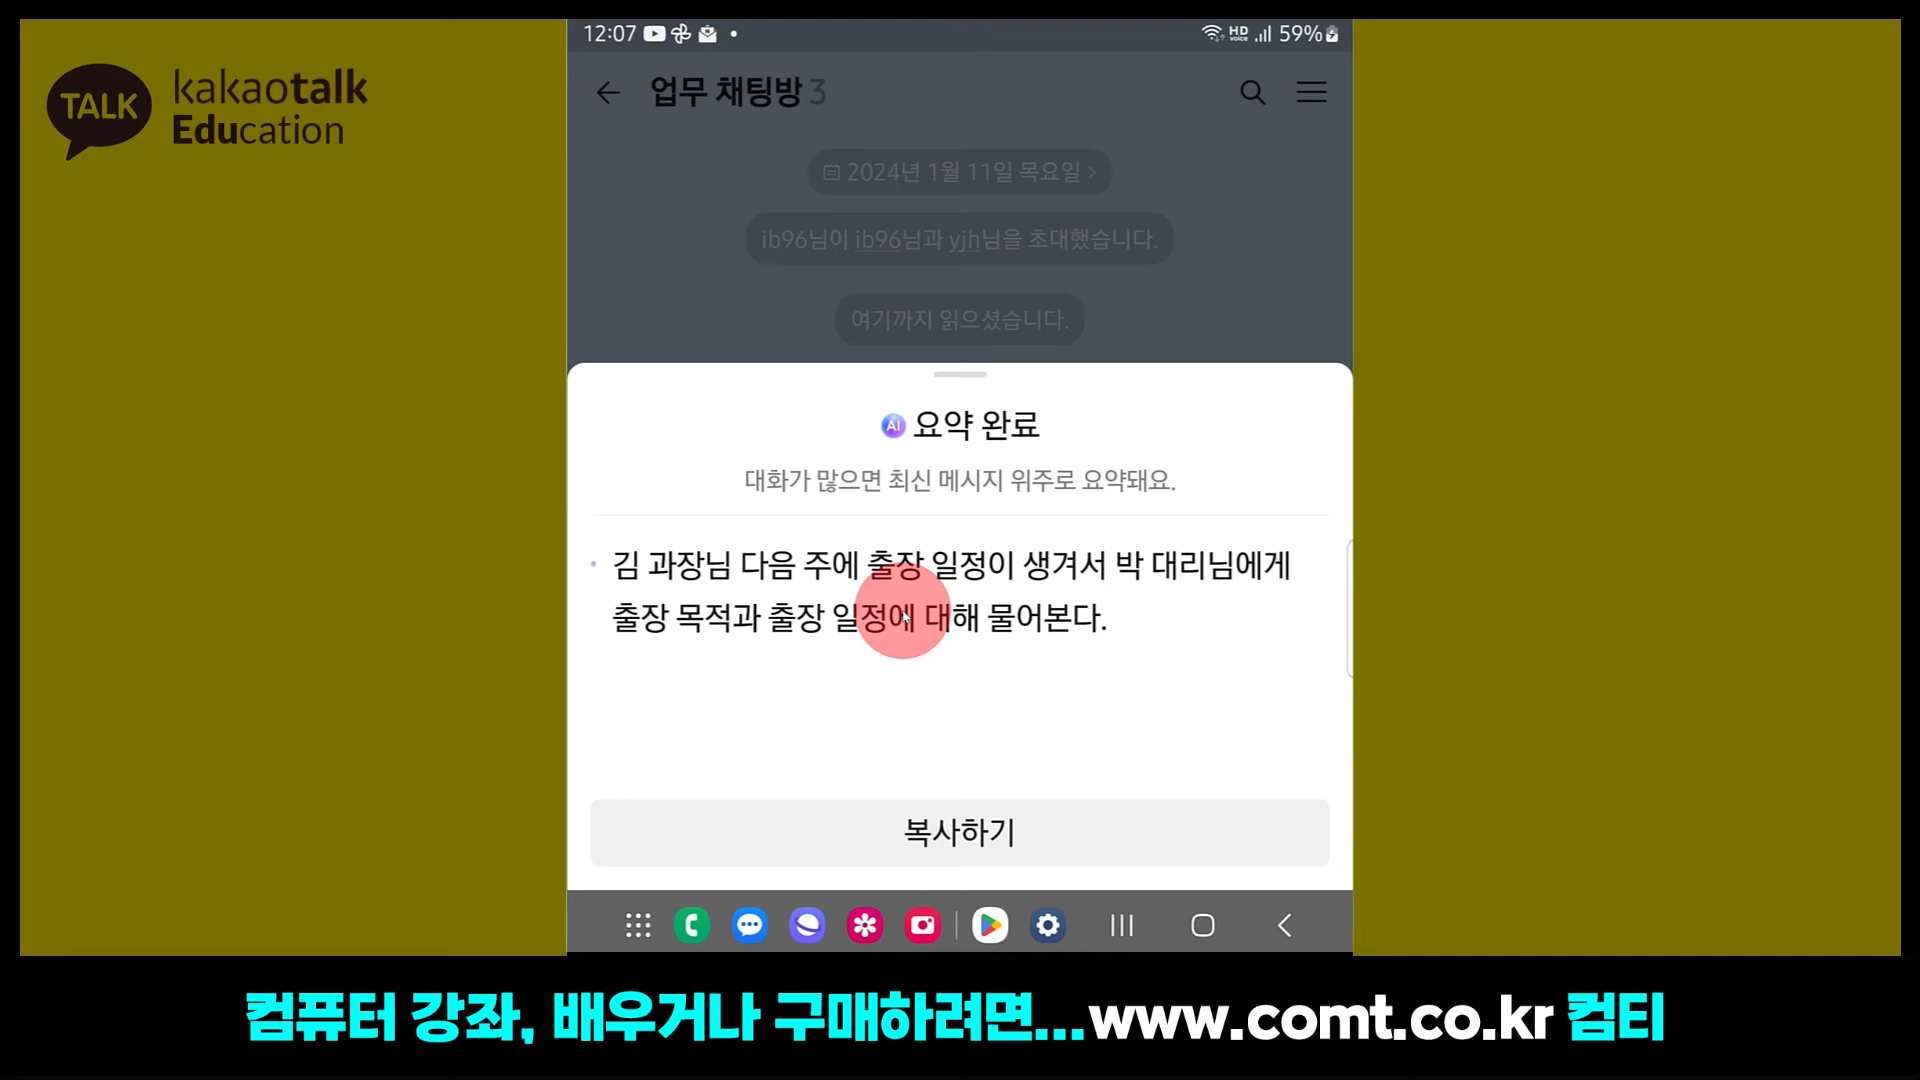 TALK
kakaotalk
Education
12:07
HD voice 59%
업무 채팅방 3
2024년 1월 11일 목요일
ib96님이 ib96님과 yjh님을 초대했습니다.
여기까지 읽으셨습니다.
AI 요약 완료
대화가 많으면 최신 메시지 위주로 요약돼요.
김 과장님 다음 주에 출장 일정이 생겨서 박 대리님에게
출장 목적과 출장 일정에 대해 물어본다.
복사하기
컴퓨터 강좌, 배우거나 구매하려면...www.comt.co.kr 컴티